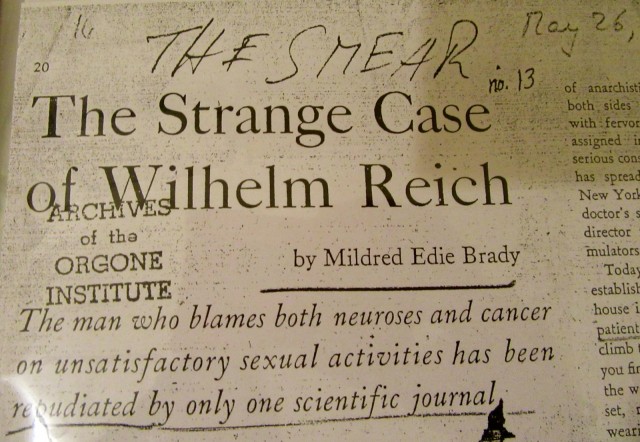 16
THE SMEAR
May 26,
20
no. 13
The Strange Case
of Wilhelm Reich
ARCHIVES
of the
ORGONE
INSTITUTE
by Mildred Edie Brady
The man who blames both neuroses and cancer
on unsatisfactory sexual activities has been
repudiated by only one scientific journal
of anarchist
both sides
with fervor
assigned i
serious cons
has spread
New York
doctor's s
director
mulators
Today
establish
house i
patient
climb
you fin
the w
set, r
weari